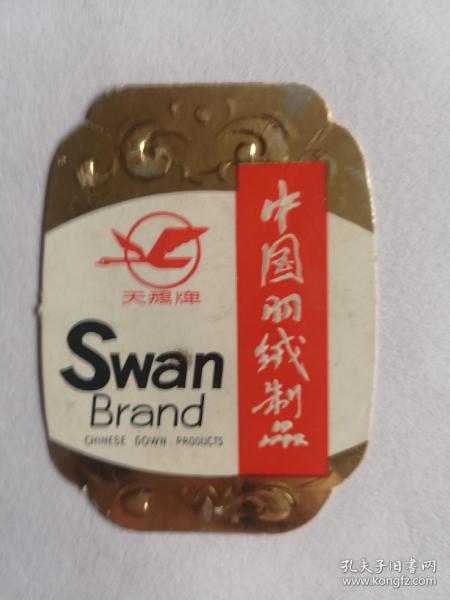 天鵝牌
Swan
Brand
CHINESE DOWN PRODUCTS
中国羽绒制品
孔夫子旧书网
www.kongfz.com